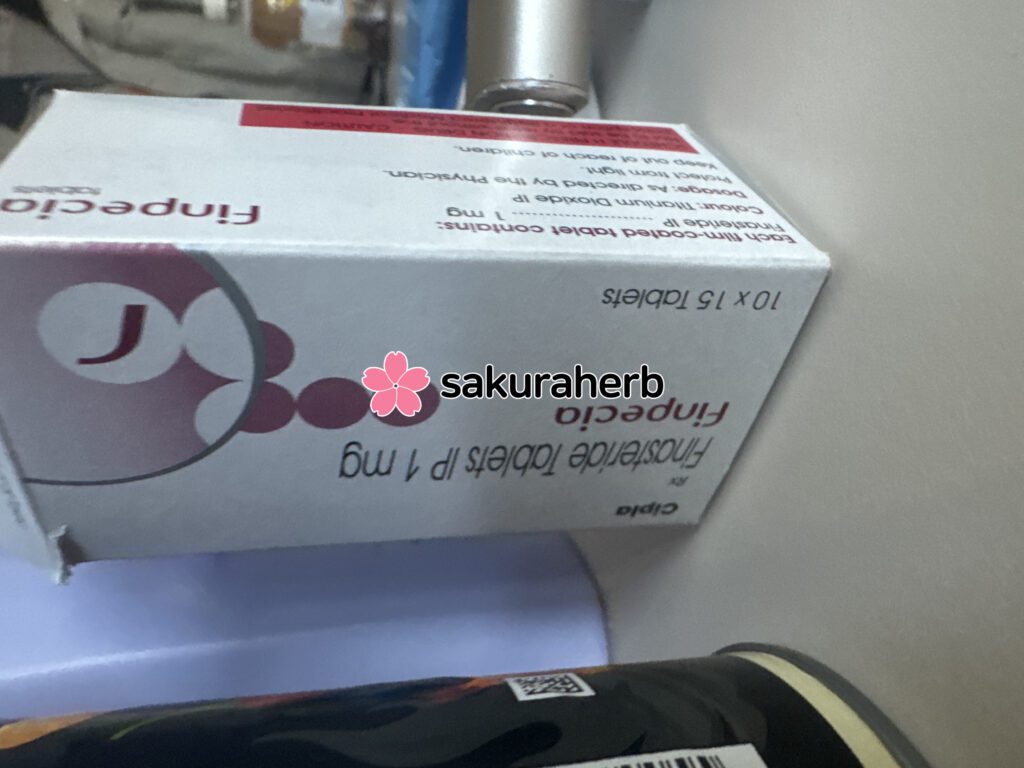 Cipla
Rx
Finasteride Tablets IP 1 mg
finpecia
10 x 15 Tablets
sakuraherb
Each film-coated tablet contains:
Finasteride IP .................... 1 mg
Colour: Titanium Dioxide IP
Dosage: As directed by the Physician.
Protect from light.
Keep out of reach of children.
CAUTION
finpecia
tablets